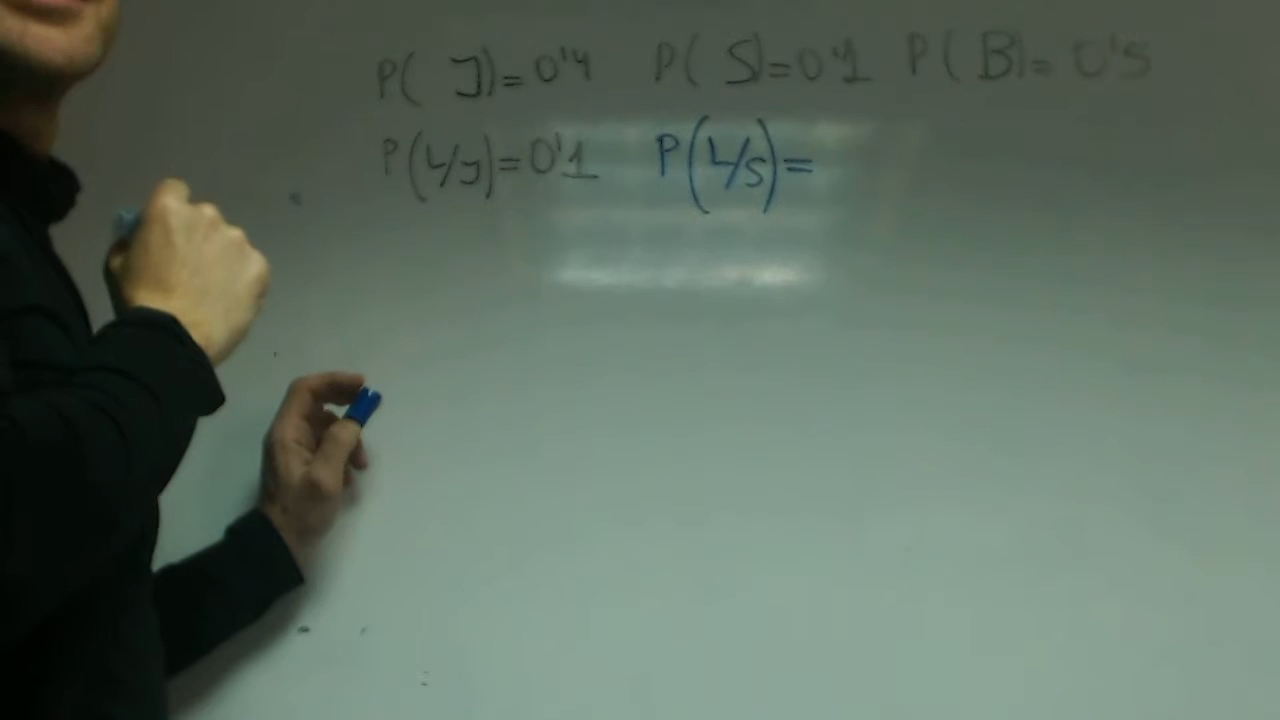 P( J)=0'4 P( S)=0'1 P( B)= 0'5
P(L/J)=0'1 P(L/S)=